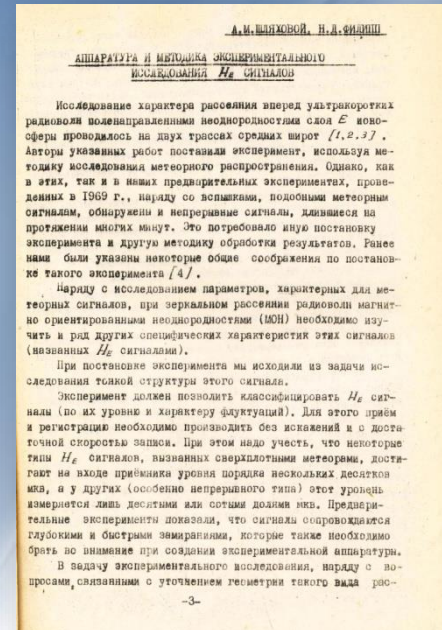 А.М.ШЛЯХОВОЙ, Н.Д.ФИЛИПП
АППАРАТУРА И МЕТОДИКА ЭКСПЕРИМЕНТАЛЬНОГО
ИССЛЕДОВАНИЯ НЕ СИГНАЛОВ
Исследование характера рассеяния вперед ультракоротких
радиоволн поленаправленными неоднородностями слоя Е ионо-
сферы проводилось на двух трассах средних широт [1,2,3] .
Авторы указанных работ поставили эксперимент, используя ме-
тодику исследования метеорного распространения. Однако, как
в этих, так и в наших предварительных экспериментах, прове-
денных в 1969 г., наряду со вспышками, подобными метеорным
сигналам, обнаружены и непрерывные сигналы, длившиеся на
протяжении многих минут. Это потребовало иную постановку
эксперимента и другую методику обработки результатов. Ранее
нами были указаны некоторые общие соображения по постанов-
ке такого эксперимента [4] .
Наряду с исследованием параметров, характерных для ме-
теорных сигналов, при зеркальном рассеянии радиоволн магнит-
но ориентированными неоднородностями (МОН) необходимо изу-
чить и ряд других специфических характеристик этих сигналов
(названных НЕ сигналами).
При постановке эксперимента мы исходили из задачи ис-
следования тонкой структуры этого сигнала.
Эксперимент должен позволить классифицировать НЕ сиг-
налы (по их уровню и характеру флуктуаций). Для этого приём
и регистрацию необходимо производить без искажений и с доста-
точной скоростью записи. При этом надо учесть, что некоторые
типы НЕ сигналов, вызванных сверхплотными метеорами, дости-
гают на входе приёмника уровня порядка нескольких десятков
мкв, а у других (особенно непрерывного типа) этот уровень
измеряется лишь десятыми или сотыми долями мкв. Предвари-
тельные эксперименты показали, что сигналы сопровождаются
глубокими и быстрыми замираниями, которые также необходимо
брать во внимание при создании экспериментальной аппаратуры.
В задачу экспериментального исследования, наряду с во-
просами связанными с уточнением геометрии такого вида рас-
-3-